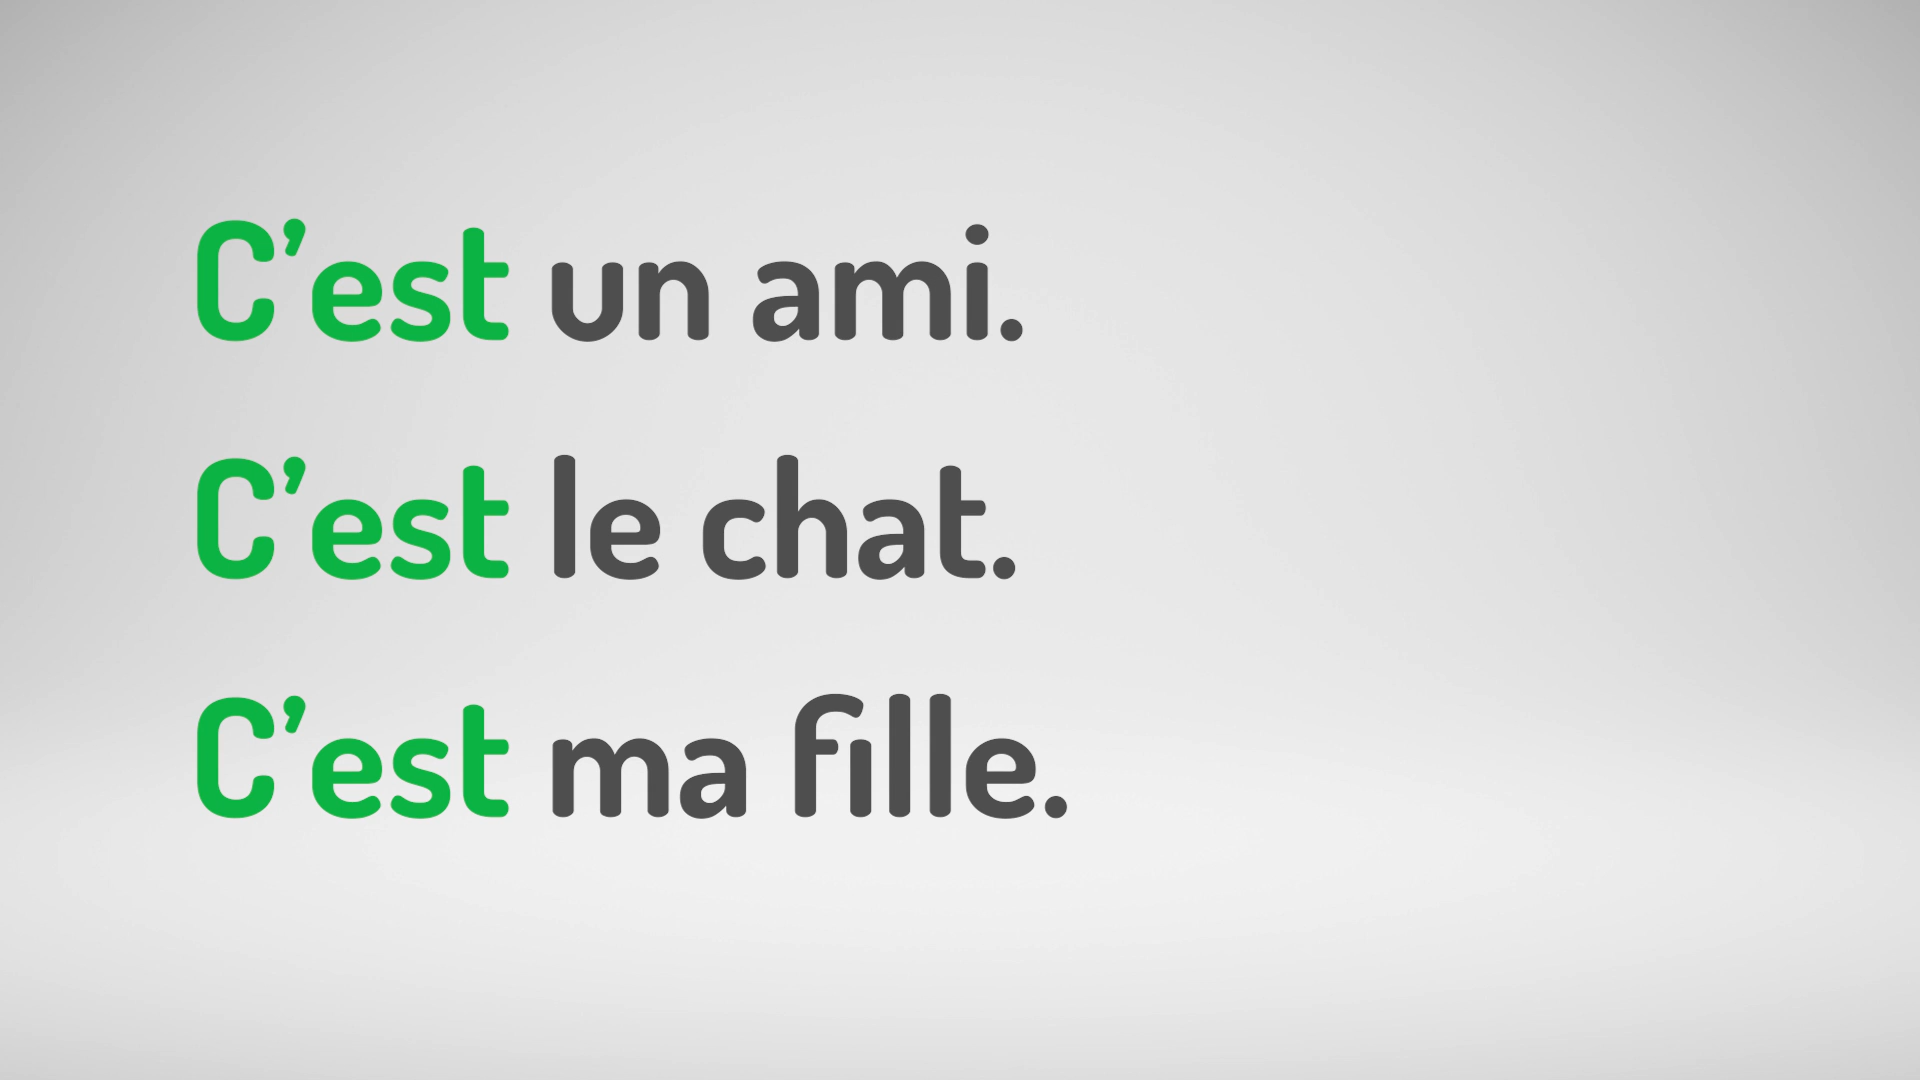 C’est un ami.
C’est le chat.
C’est ma fille.